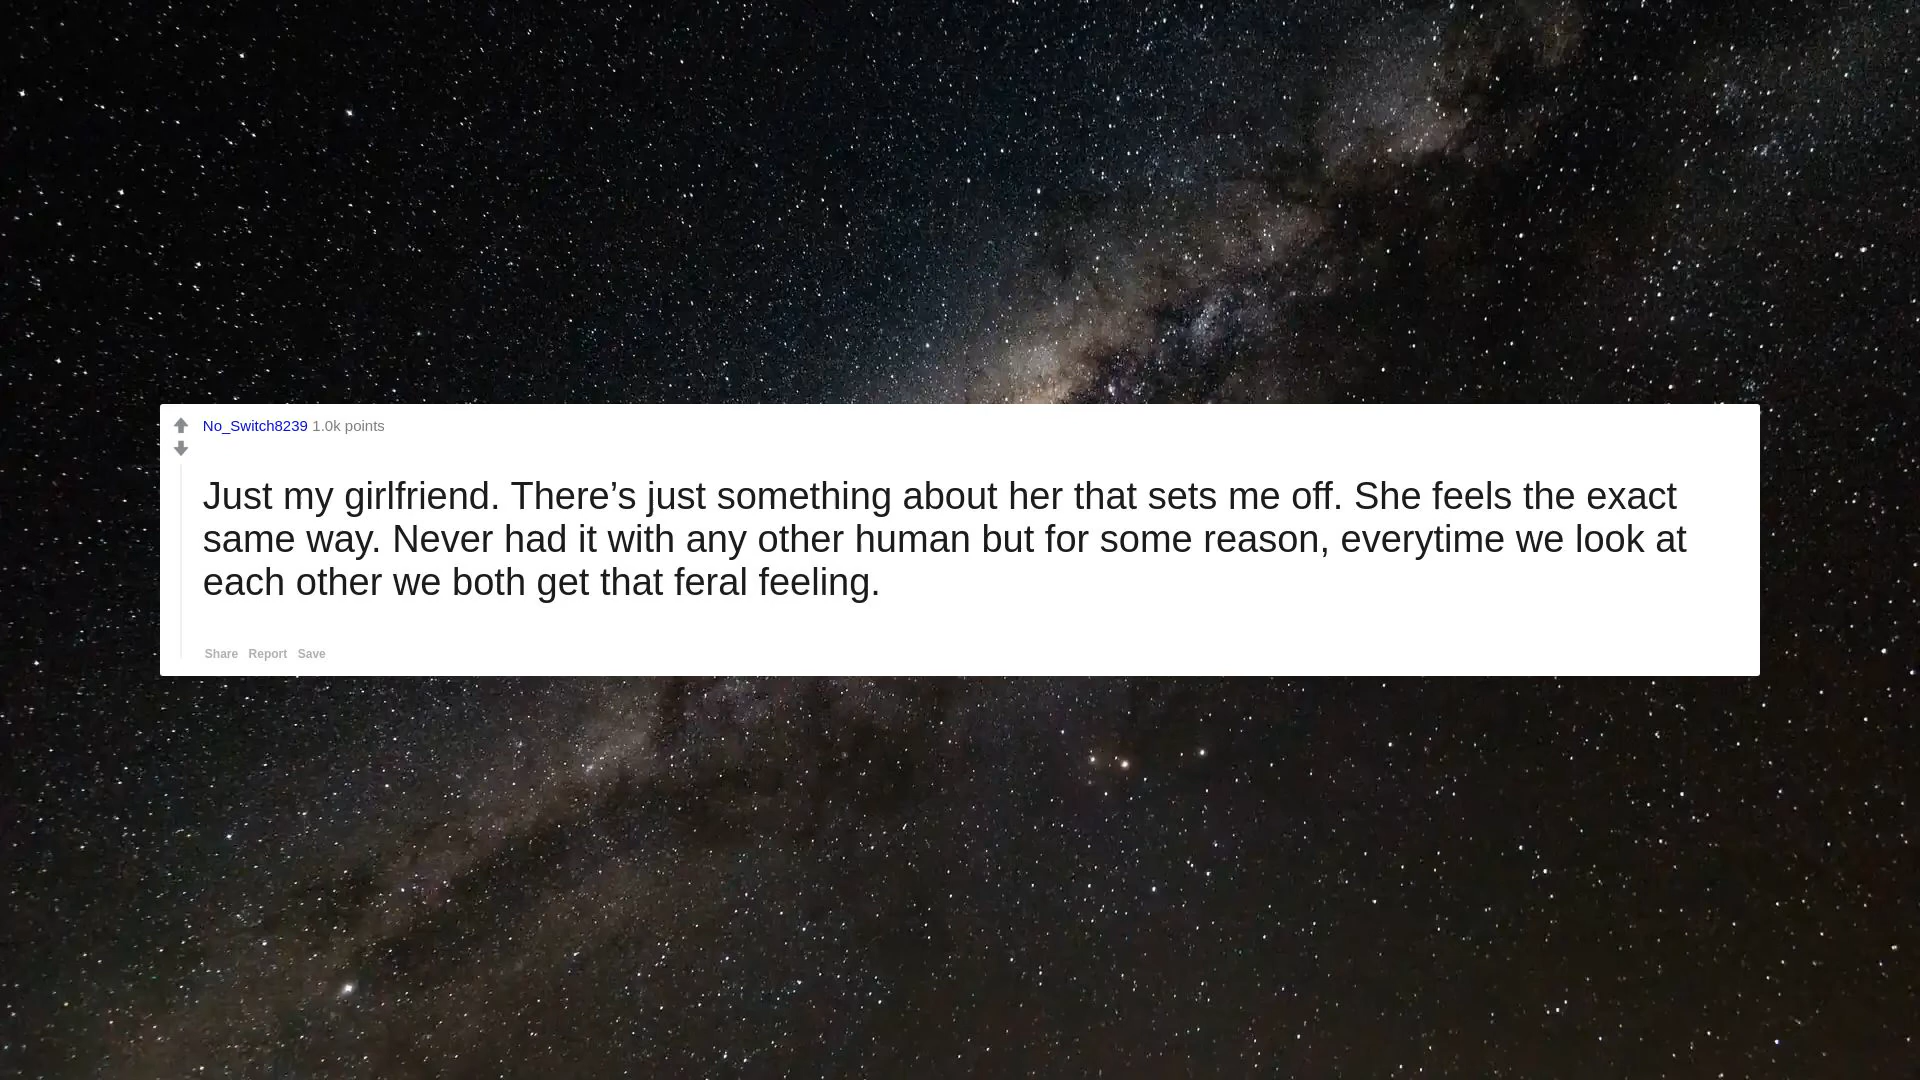 No_Switch8239 1.0k points
Just my girlfriend. There’s just something about her that sets me off. She feels the exact
same way. Never had it with any other human but for some reason, everytime we look at
each other we both get that feral feeling.
Share Report Save